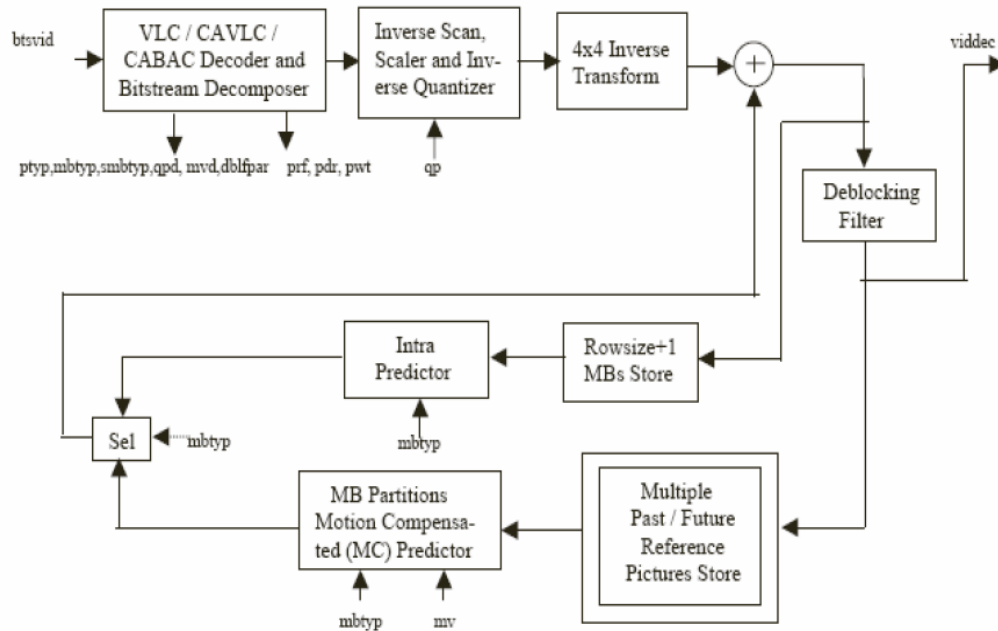 btsvid
VLC / CAVLC /
CABAC Decoder and
Bitstream Decomposer
Inverse Scan,
Scaler and Inv-
erse Quantizer
4x4 Inverse
Transform
+
viddec
ptyp,mbtyp,smbtyp,qpd, mvd,dblfpar
prf, pdr, pwt
qp
Deblocking
Filter
Intra
Predictor
Rowsize+1
MBs Store
Sel
mbtyp
mbtyp
MB Partitions
Motion Compensa-
ted (MC) Predictor
Multiple
Past / Future
Reference
Pictures Store
mbtyp
mv